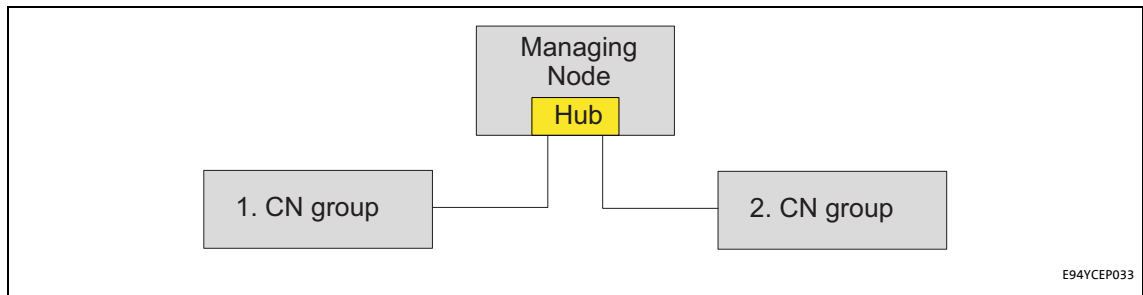 Managing
Node
Hub
1. CN group
2. CN group
E94YCEP033